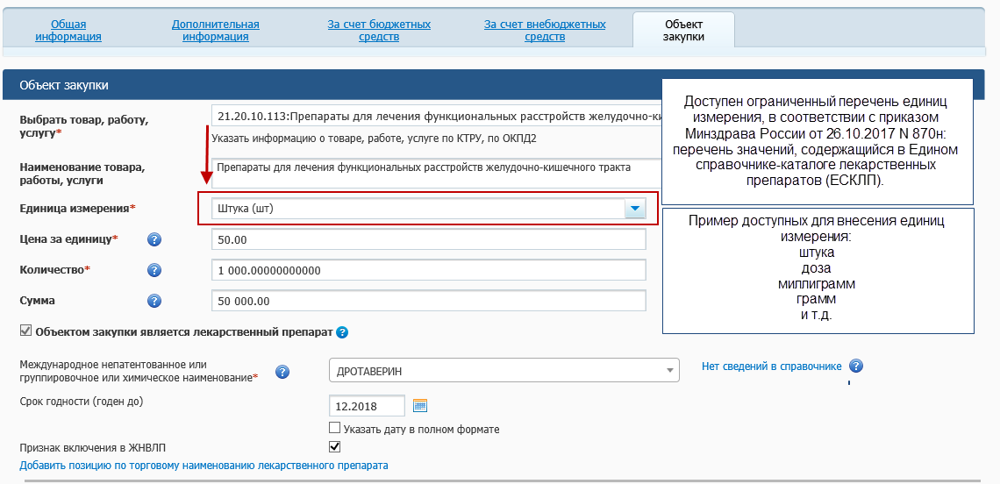 Общая
информация
Дополнительная
информация
За счет бюджетных
средств
За счет внебюджетных
средств
Объект
закупки
Объект закупки
Выбрать товар, работу,
услугу*
21.20.10.113:Препараты для лечения функциональных расстройств желудочно-ки
Указать информацию о товаре, работе, услуге по КТРУ, по ОКПД2
Наименование товара,
работы, услуги
Препараты для лечения функциональных расстройств желудочно-кишечного тракта
Единица измерения*
Штука (шт)
Цена за единицу*
50.00
Количество*
1 000.00000000000
Сумма
50 000.00
Доступен ограниченный перечень единиц
измерения, в соответствии с приказом
Минздрава России от 26.10.2017 N 870н:
перечень значений, содержащийся в Едином
справочнике-каталоге лекарственных
препаратов (ЕСКЛП).
Пример доступных для внесения единиц
измерения:
штука
доза
миллиграмм
грамм
и т.д.
Объектом закупки является лекарственный препарат
Международное непатентованное или
группировочное или химическое наименование*
ДРОТАВЕРИН
Нет сведений в справочнике
Срок годности (годен до)
12.2018
Указать дату в полном формате
Признак включения в ЖНВЛП
Добавить позицию по торговому наименованию лекарственного препарата